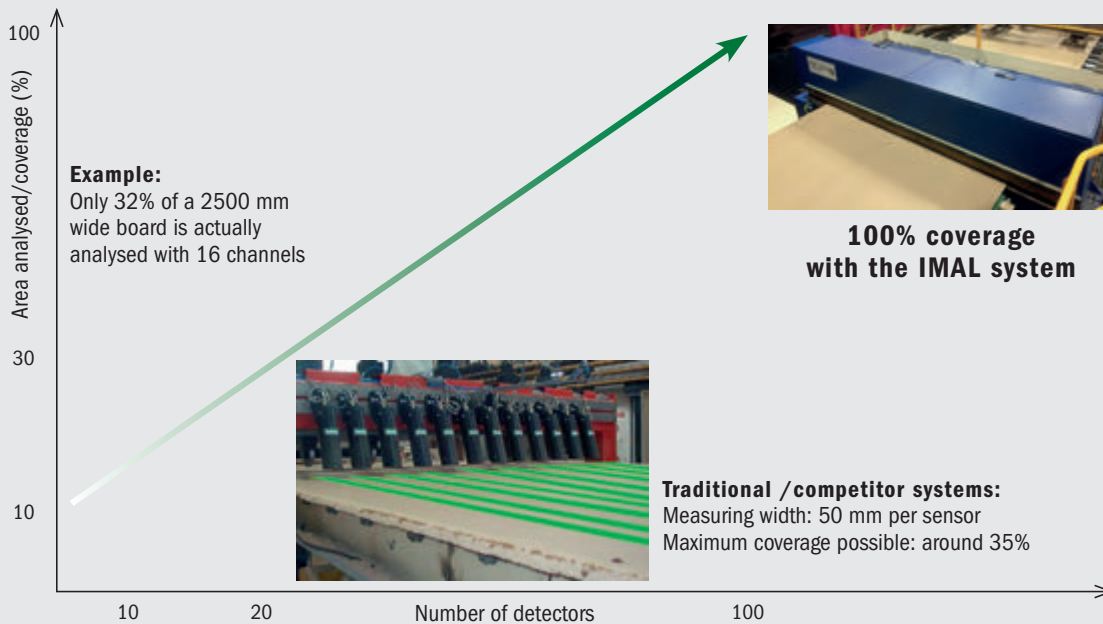 100
Area analysed/coverage (%)
Example:
Only 32% of a 2500 mm
wide board is actually
analysed with 16 channels
100% coverage
with the IMAL system
30
10
Traditional /competitor systems:
Measuring width: 50 mm per sensor
Maximum coverage possible: around 35%
10
20
Number of detectors
100